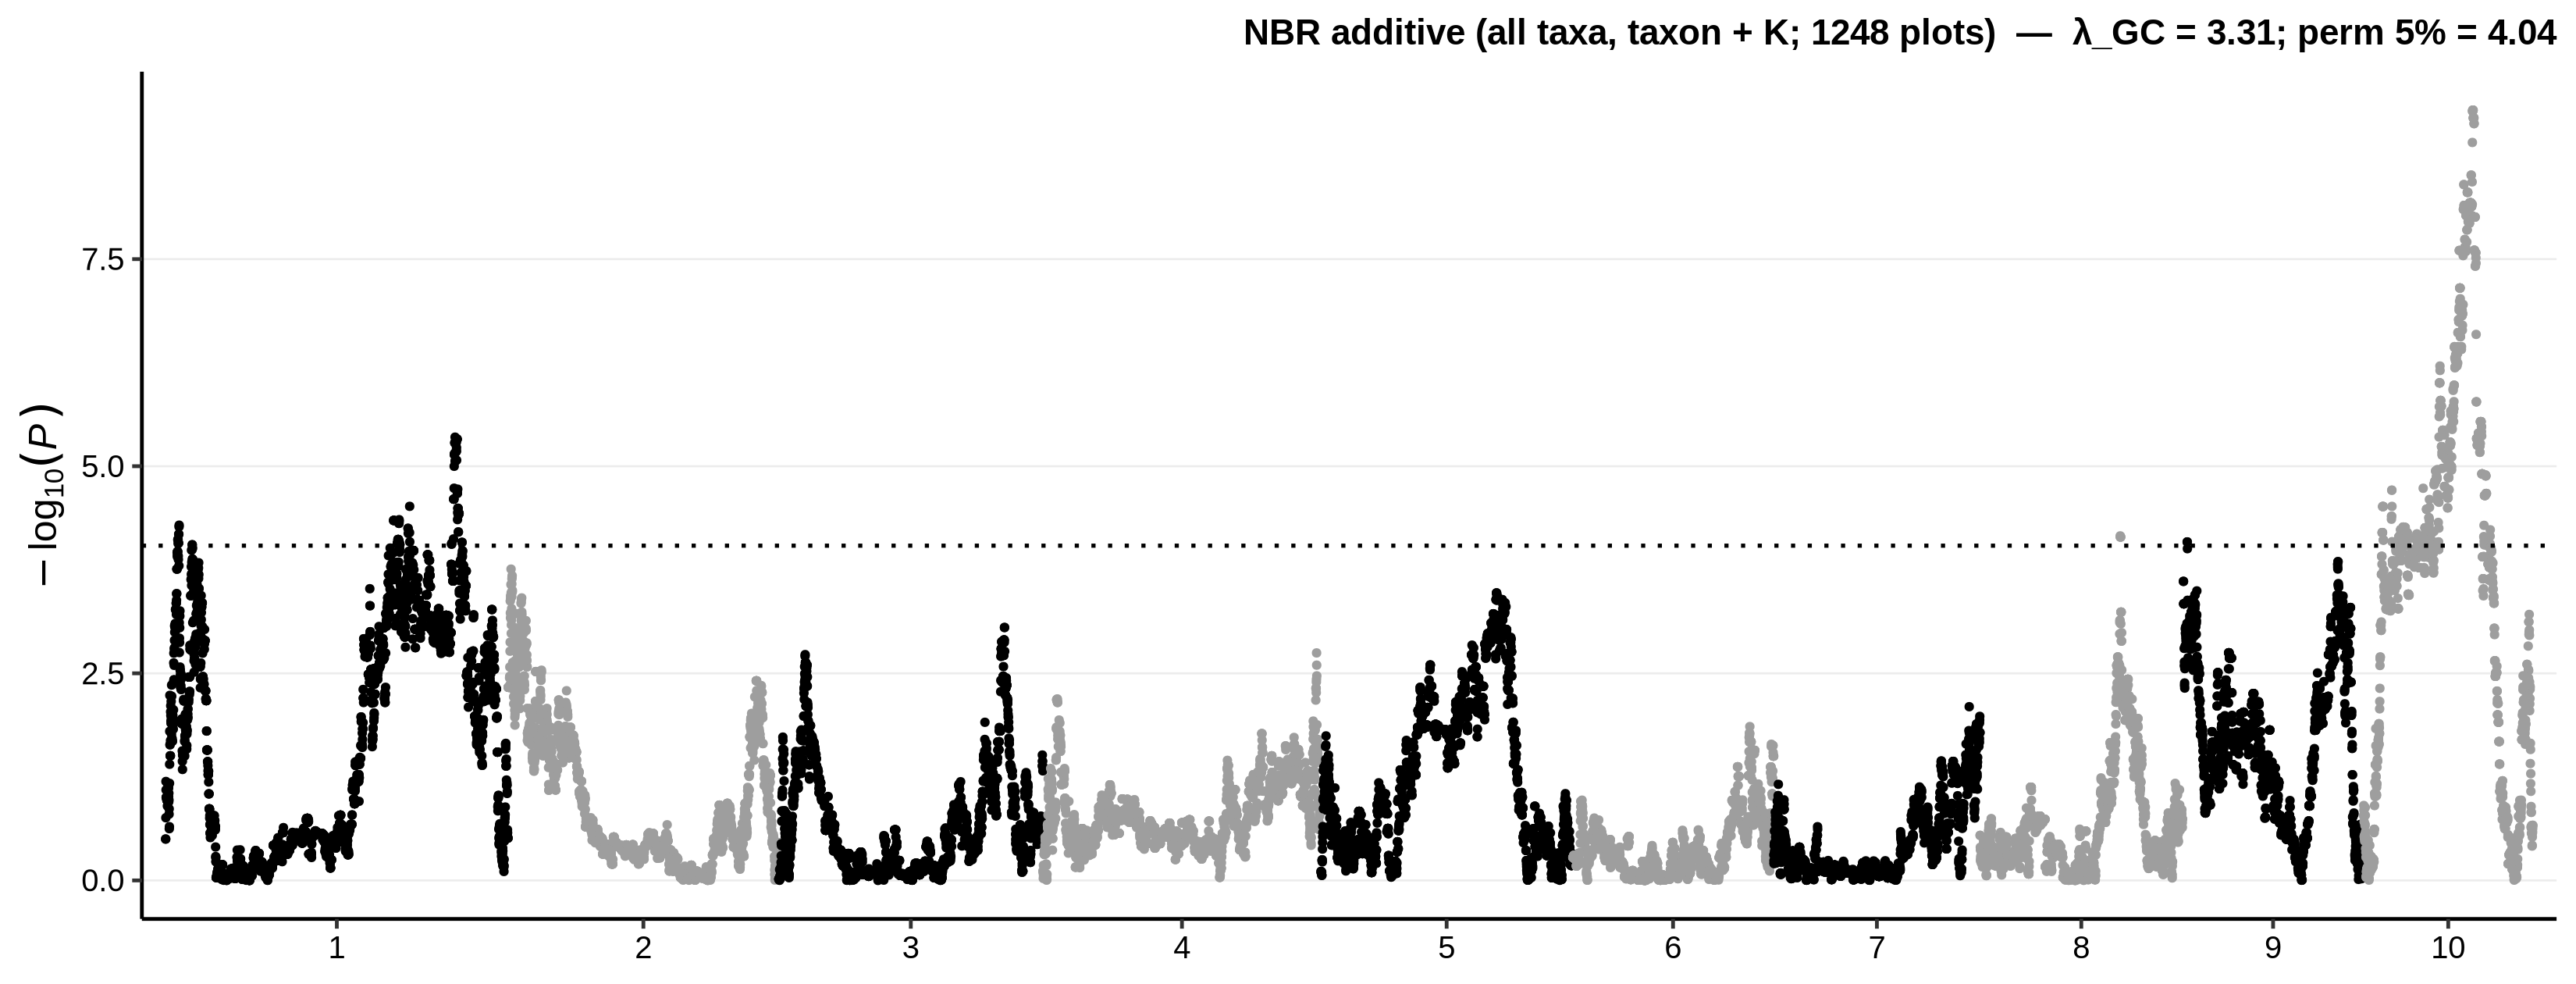 NBR additive (all taxa, taxon + K; 1248 plots) — λ_GC = 3.31; perm 5% = 4.04
− log10(P)
7.5
5.0
2.5
0.0
1 2 3 4 5 6 7 8 9 10